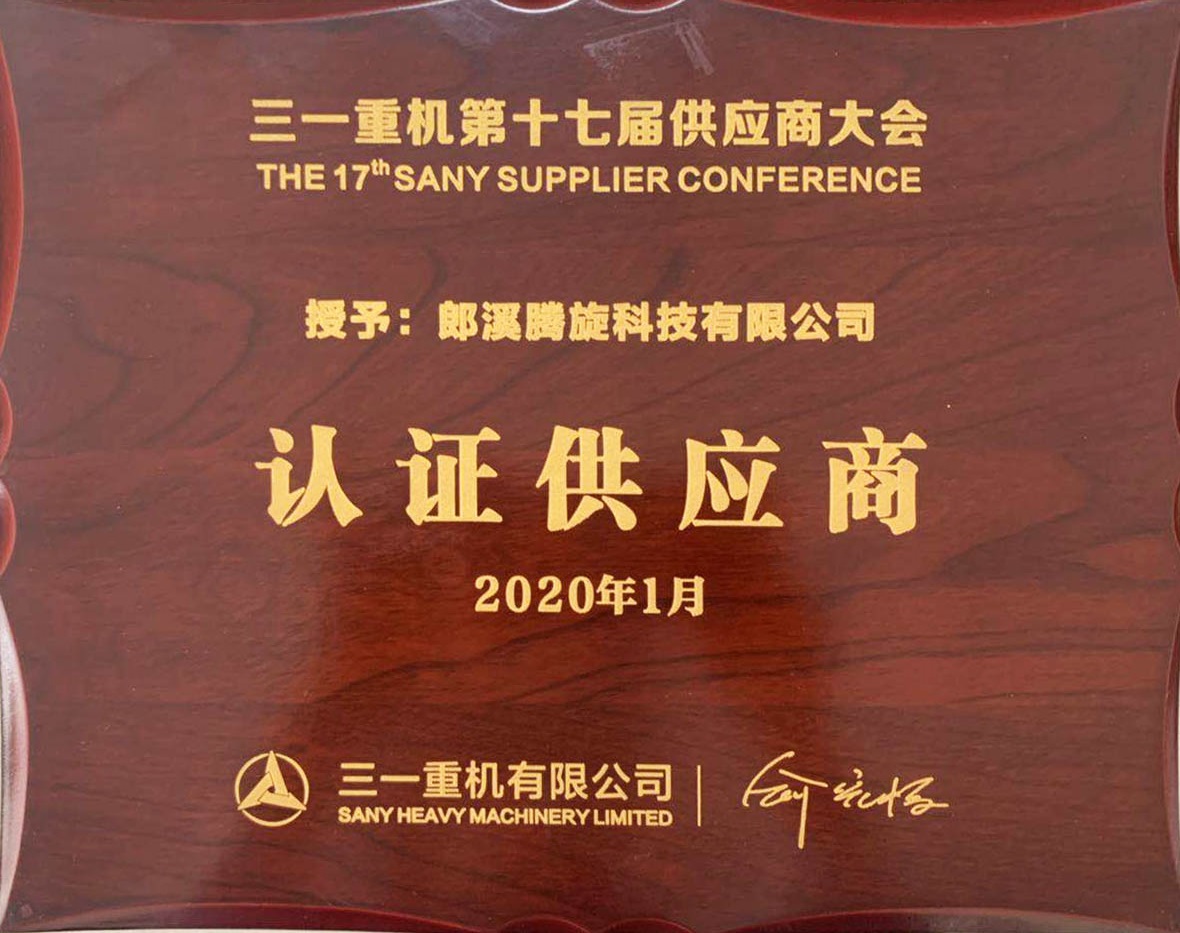 三一重机第十七届供应商大会
THE 17th SANY SUPPLIER CONFERENCE
授予：郎溪腾旋科技有限公司
认证供应商
2020年1月
三一重机有限公司
SANY HEAVY MACHINERY LIMITED